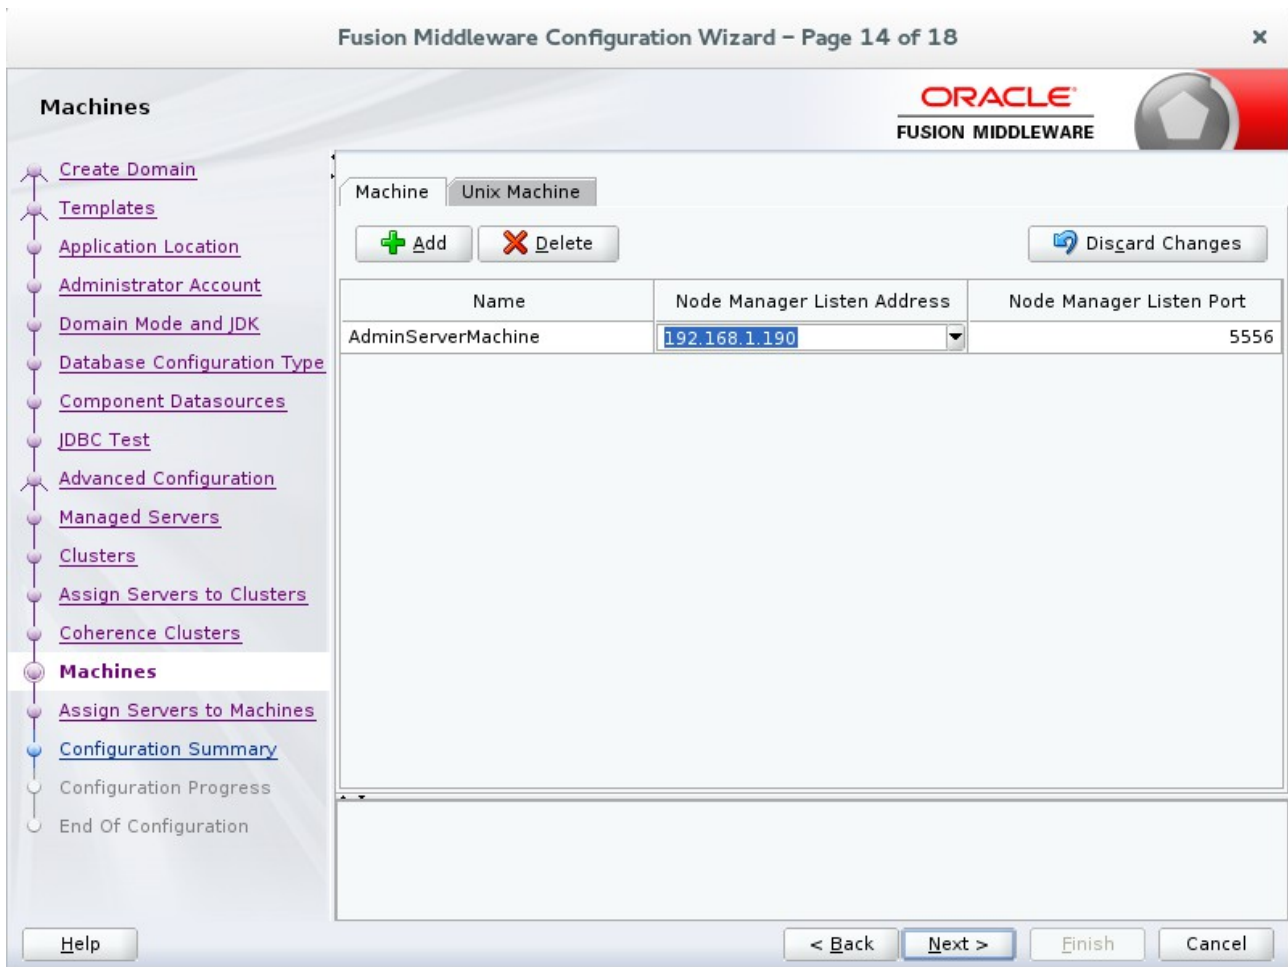 Fusion Middleware Configuration Wizard – Page 14 of 18
Machines
ORACLE
FUSION MIDDLEWARE
Create Domain
Templates
Application Location
Administrator Account
Domain Mode and JDK
Database Configuration Type
Component Datasources
JDBC Test
Advanced Configuration
Managed Servers
Clusters
Assign Servers to Clusters
Coherence Clusters
Machines
Assign Servers to Machines
Configuration Summary
Configuration Progress
End Of Configuration
Machine Unix Machine
Add Delete Discard Changes
Name Node Manager Listen Address Node Manager Listen Port
AdminServerMachine 192.168.1.190 5556
Help < Back Next > Finish Cancel